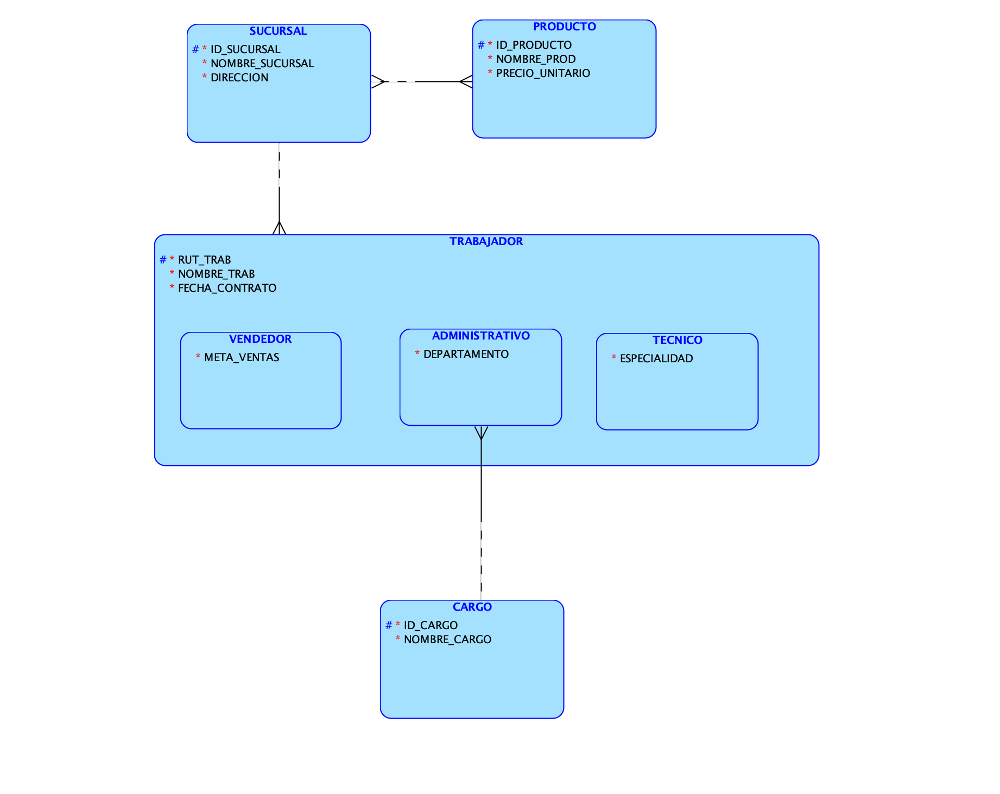 SUCURSAL
# * ID_SUCURSAL
* NOMBRE_SUCURSAL
* DIRECCION
PRODUCTO
# * ID_PRODUCTO
* NOMBRE_PROD
* PRECIO_UNITARIO
TRABAJADOR
# * RUT_TRAB
* NOMBRE_TRAB
* FECHA_CONTRATO
VENDEDOR
* META_VENTAS
ADMINISTRATIVO
* DEPARTAMENTO
TECNICO
* ESPECIALIDAD
CARGO
# * ID_CARGO
* NOMBRE_CARGO